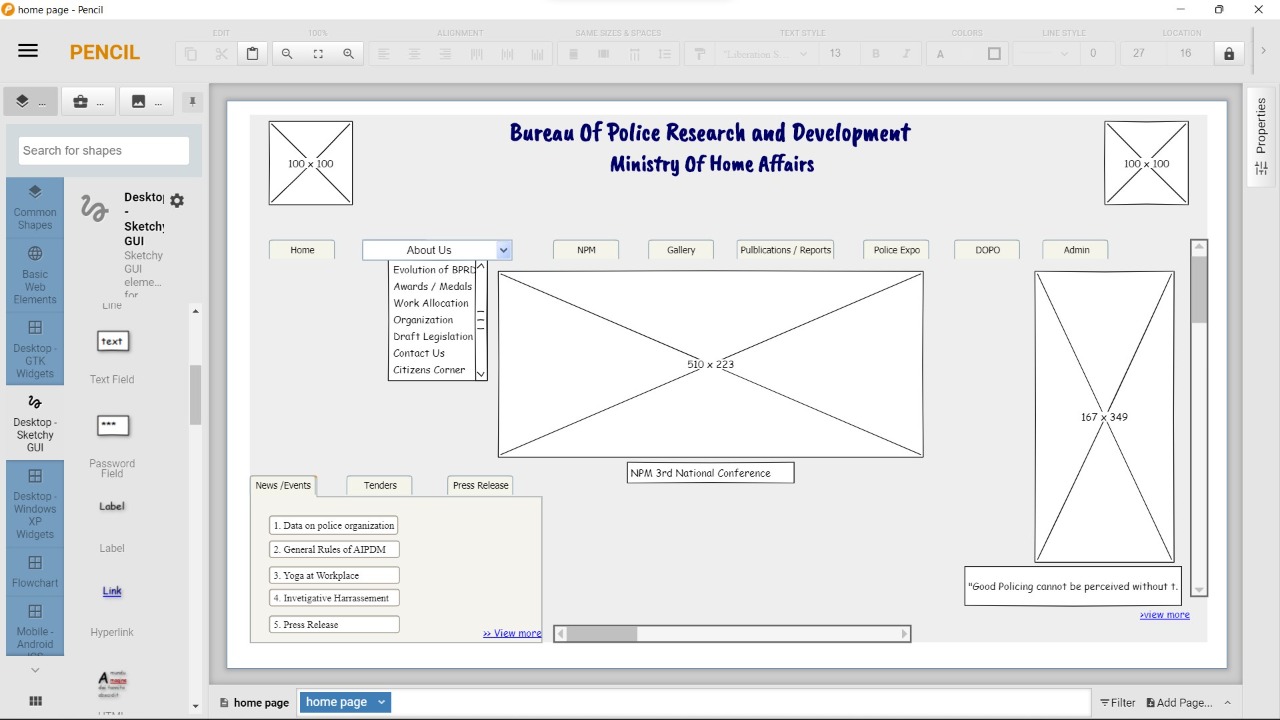 home page - Pencil
PENCIL
EDIT
100%
ALIGNMENT
SAME SIZES & SPACES
TEXT STYLE
COLORS
LINE STYLE
LOCATION
"Liberation S...
13
B
I
A
0
27
16
...
...
...
Search for shapes
Common
Shapes
Basic
Web
Elements
Desktop -
GTK
Widgets
Desktop -
Sketchy
GUI
Desktop -
Windows
XP
Widgets
Flowchart
Mobile -
Android
-
Sketchy
GUI
Sketchy
GUI
eleme...
for
Line
text
Text Field
***
Password
Field
Label
Label
Link
Hyperlink
Bureau Of Police Research and Development
Ministry Of Home Affairs
100 x 100
100 x 100
Home
About Us
NPM
Gallery
Pulblications / Reports
Police Expo
DOPO
Admin
Evolution of BPRD
Awards / Medals
Work Allocation
Organization
Draft Legislation
Contact Us
Citizens Corner
510 x 223
167 x 349
NPM 3rd National Conference
News /Events
Tenders
Press Release
1. Data on police organization
2. General Rules of AIPDM
3. Yoga at Workplace
4. Invetigative Harrassement
5. Press Release
>> View more
"Good Policing cannot be perceived without t.
>view more
Properties
home page
home page
Filter
Add Page...